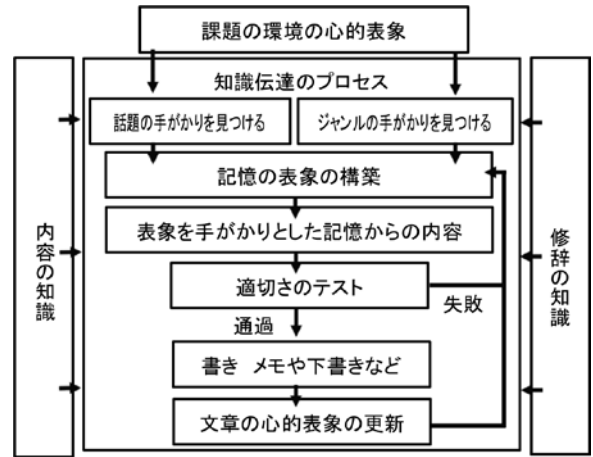 課題の環境の心的表象
知識伝達のプロセス
話題の手がかりを見つける
ジャンルの手がかりを見つける
記憶の表象の構築
表象を手がかりとした記憶からの内容
適切さのテスト
失敗
通過
書き メモや下書きなど
文章の心的表象の更新
内容の知識
修辞の知識